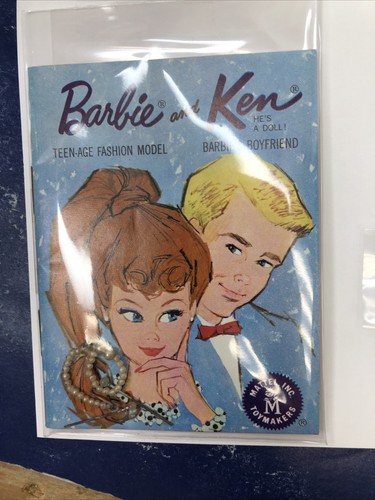 Barbie® and Ken®
HE'S
A DOLL!
TEEN-AGE FASHION MODEL
BARBIE BOYFRIEND
MATTEL, INC.
M
TOYMAKERS
®